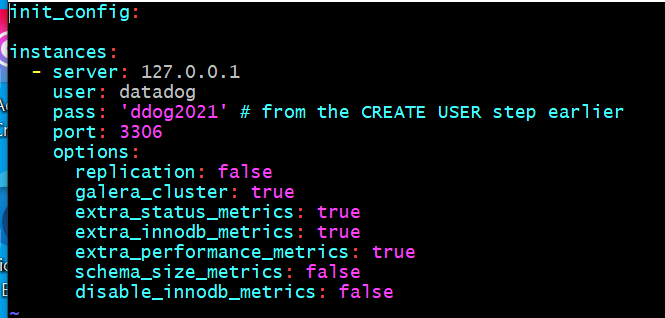 init_config:
instances:
- server: 127.0.0.1
user: datadog
pass: 'ddog2021' # from the CREATE USER step earlier
port: 3306
options:
replication: false
galera_cluster: true
extra_status_metrics: true
extra_innodb_metrics: true
extra_performance_metrics: true
schema_size_metrics: false
disable_innodb_metrics: false
~